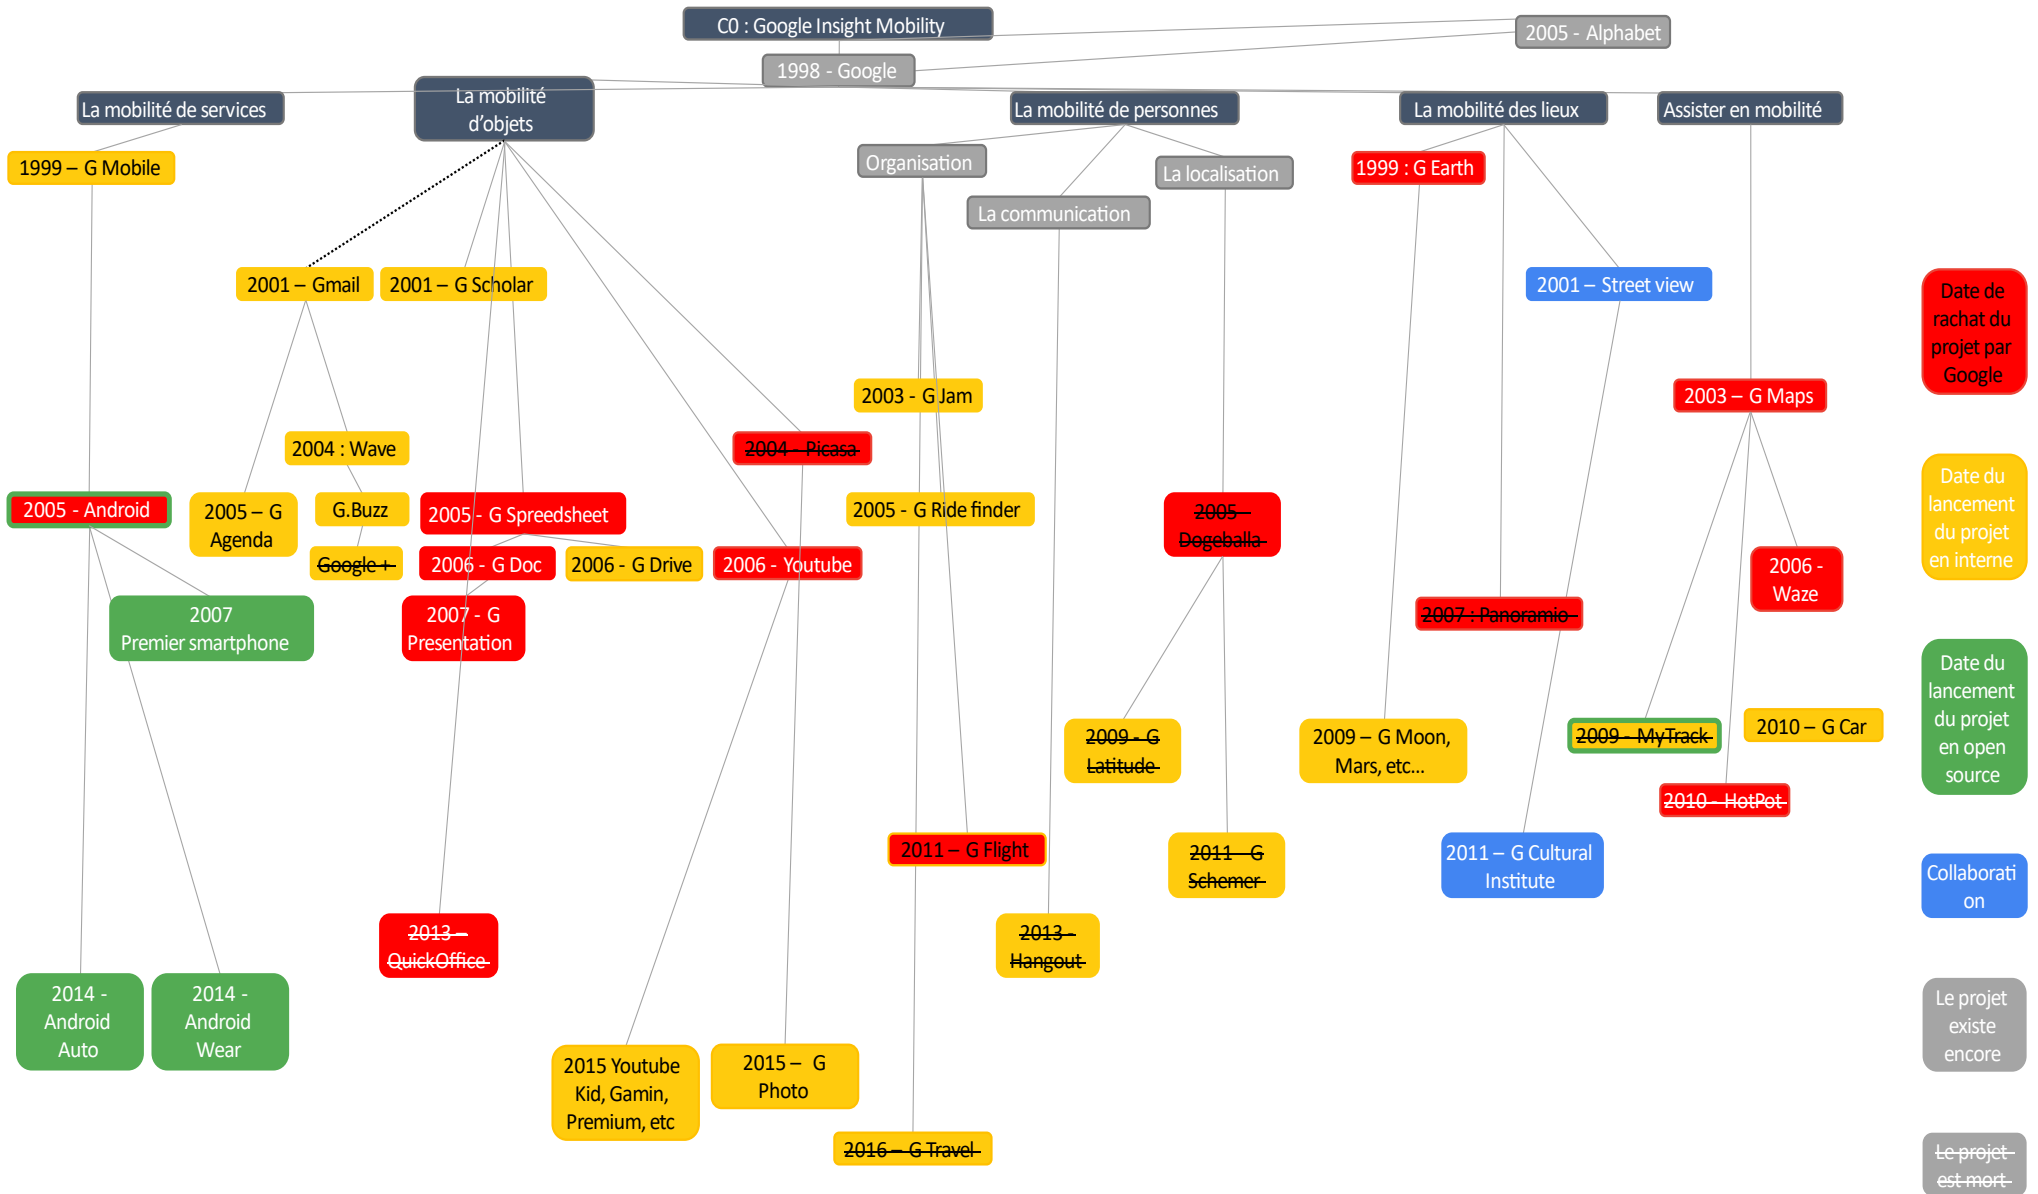 C0 : Google Insight Mobility
2005 - Alphabet
1998 - Google
La mobilité de services
La mobilité
d’objets
La mobilité de personnes
La mobilité des lieux
Assister en mobilité
1999 – G Mobile
Organisation
La localisation
La communication
1999 : G Earth
2001 – Gmail
2001 – G Scholar
2001 – Street view
Date de
rachat du
projet par
Google
2003 - G Jam
2003 – G Maps
2004 : Wave
2004 - Picasa
Date du
lancement
du projet
en interne
2005 - Android
2005 – G
Agenda
G.Buzz
2005 - G Spreedsheet
2005 - G Ride finder
2005 -
Dogeballa
Google +
2006 - G Doc
2006 - G Drive
2006 - Youtube
2006 -
Waze
2007
Premier smartphone
2007 - G
Presentation
2007 : Panoramio
Date du
lancement
du projet
en open
source
2009 - G
Latitude
2009 – G Moon,
Mars, etc...
2009 - MyTrack
2010 – G Car
2010 - HotPot
2011 – G Flight
2011 – G
Schemer
2011 – G Cultural
Institute
Collaborati
on
2013 –
QuickOffice
2013 -
Hangout
2014 -
Android
Auto
2014 -
Android
Wear
Le projet
existe
encore
2015 Youtube
Kid, Gamin,
Premium, etc
2015 – G
Photo
2016 – G Travel
Le projet
est mort